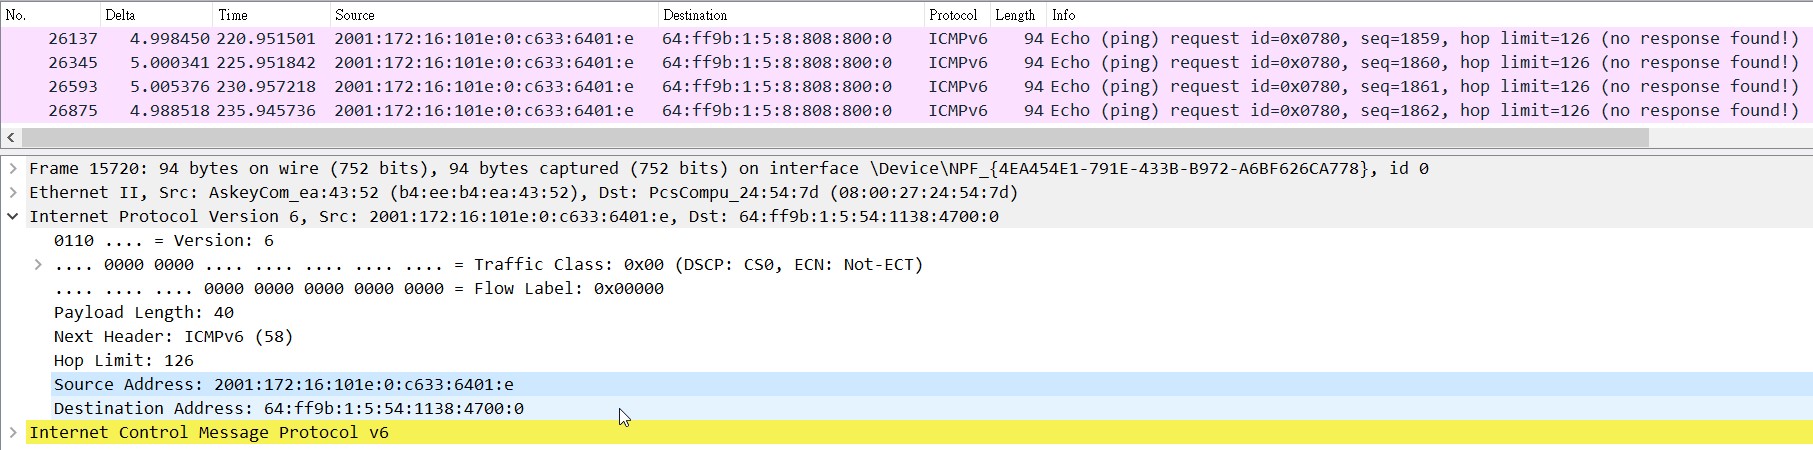 No. Delta Time Source Destination Protocol Length Info
26137 4.998450 220.951501 2001:172:16:101e:0:c633:6401:e 64:ff9b:1:5:8:808:800:0 ICMPv6 94 Echo (ping) request id=0x0780, seq=1859, hop limit=126 (no response found!)
26345 5.000341 225.951842 2001:172:16:101e:0:c633:6401:e 64:ff9b:1:5:8:808:800:0 ICMPv6 94 Echo (ping) request id=0x0780, seq=1860, hop limit=126 (no response found!)
26593 5.005376 230.957218 2001:172:16:101e:0:c633:6401:e 64:ff9b:1:5:8:808:800:0 ICMPv6 94 Echo (ping) request id=0x0780, seq=1861, hop limit=126 (no response found!)
26875 4.988518 235.945736 2001:172:16:101e:0:c633:6401:e 64:ff9b:1:5:8:808:800:0 ICMPv6 94 Echo (ping) request id=0x0780, seq=1862, hop limit=126 (no response found!)
Frame 15720: 94 bytes on wire (752 bits), 94 bytes captured (752 bits) on interface \Device\NPF_{4EA454E1-791E-433B-B972-A6BF626CA778}, id 0
Ethernet II, Src: AskeyCom_ea:43:52 (b4:ee:b4:ea:43:52), Dst: PcsCompu_24:54:7d (08:00:27:24:54:7d)
Internet Protocol Version 6, Src: 2001:172:16:101e:0:c633:6401:e, Dst: 64:ff9b:1:5:54:1138:4700:0
0110 .... = Version: 6
.... 0000 0000 .... .... .... .... .... = Traffic Class: 0x00 (DSCP: CS0, ECN: Not-ECT)
.... .... .... 0000 0000 0000 0000 0000 = Flow Label: 0x00000
Payload Length: 40
Next Header: ICMPv6 (58)
Hop Limit: 126
Source Address: 2001:172:16:101e:0:c633:6401:e
Destination Address: 64:ff9b:1:5:54:1138:4700:0
Internet Control Message Protocol v6